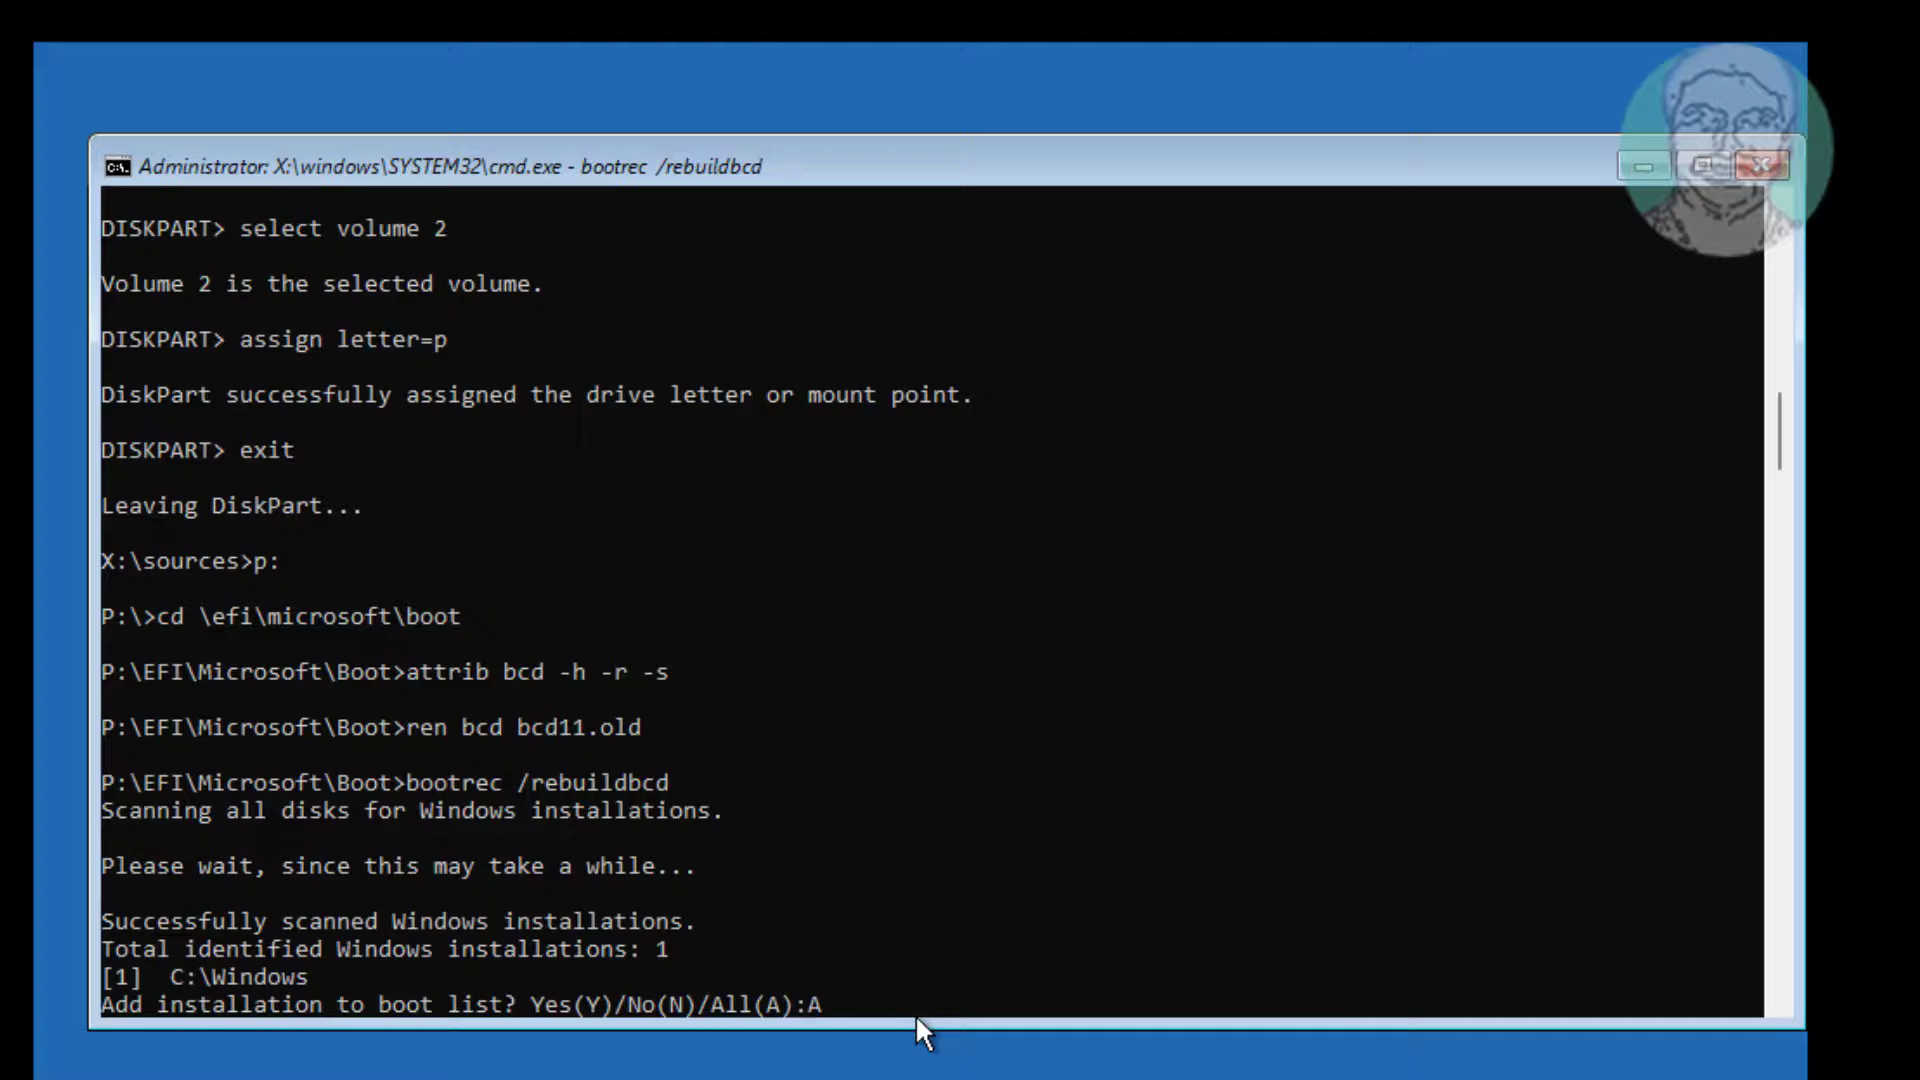 Administrator: X:\windows\SYSTEM32\cmd.exe - bootrec /rebuildbcd
DISKPART> select volume 2
Volume 2 is the selected volume.
DISKPART> assign letter=p
DiskPart successfully assigned the drive letter or mount point.
DISKPART> exit
Leaving DiskPart...
X:\sources>p:
P:\>cd \efi\microsoft\boot
P:\EFI\Microsoft\Boot>attrib bcd -h -r -s
P:\EFI\Microsoft\Boot>ren bcd bcd11.old
P:\EFI\Microsoft\Boot>bootrec /rebuildbcd
Scanning all disks for Windows installations.
Please wait, since this may take a while...
Successfully scanned Windows installations.
Total identified Windows installations: 1
[1]  C:\Windows
Add installation to boot list? Yes(Y)/No(N)/All(A):A